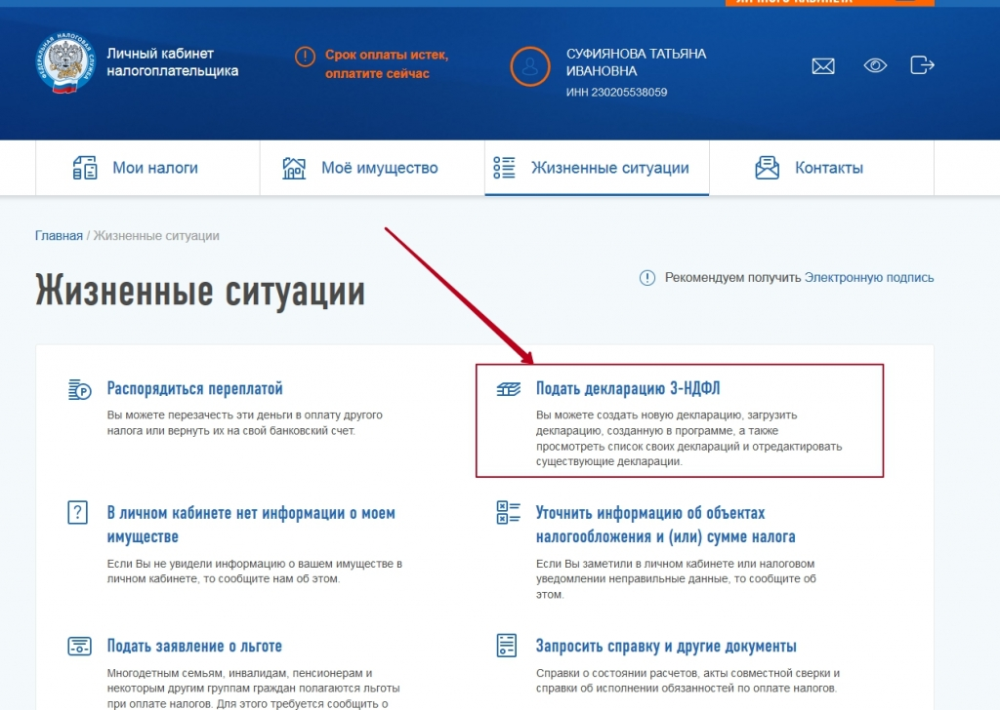 ЛИЧНОГО КАБИНЕТА
ФЕДЕРАЛЬНАЯ НАЛОГОВАЯ СЛУЖБА
Личный кабинет
налогоплательщика
Срок оплаты истек,
оплатите сейчас
СУФИЯНОВА ТАТЬЯНА
ИВАНОВНА
ИНН 230205538059
Мои налоги
Моё имущество
Жизненные ситуации
Контакты
Главная / Жизненные ситуации
Жизненные ситуации
Рекомендуем получить Электронную подпись
Распорядиться переплатой
Вы можете перезачесть эти деньги в оплату другого
налога или вернуть их на свой банковский счет.
Подать декларацию 3-НДФЛ
Вы можете создать новую декларацию, загрузить
декларацию, созданную в программе, а также
просмотреть список своих деклараций и отредактировать
существующие декларации.
В личном кабинете нет информации о моем
имуществе
Если Вы не увидели информацию о вашем имуществе в
личном кабинете, то сообщите нам об этом.
Уточнить информацию об объектах
налогообложения и (или) сумме налога
Если Вы заметили в личном кабинете или налоговом
уведомлении неправильные данные, то сообщите об
этом.
Подать заявление о льготе
Многодетным семьям, инвалидам, пенсионерам и
некоторым другим группам граждан полагаются льготы
при оплате налогов. Для этого требуется сообщить о
Запросить справку и другие документы
Справки о состоянии расчетов, акты совместной сверки и
справки об исполнении обязанностей по оплате налогов.